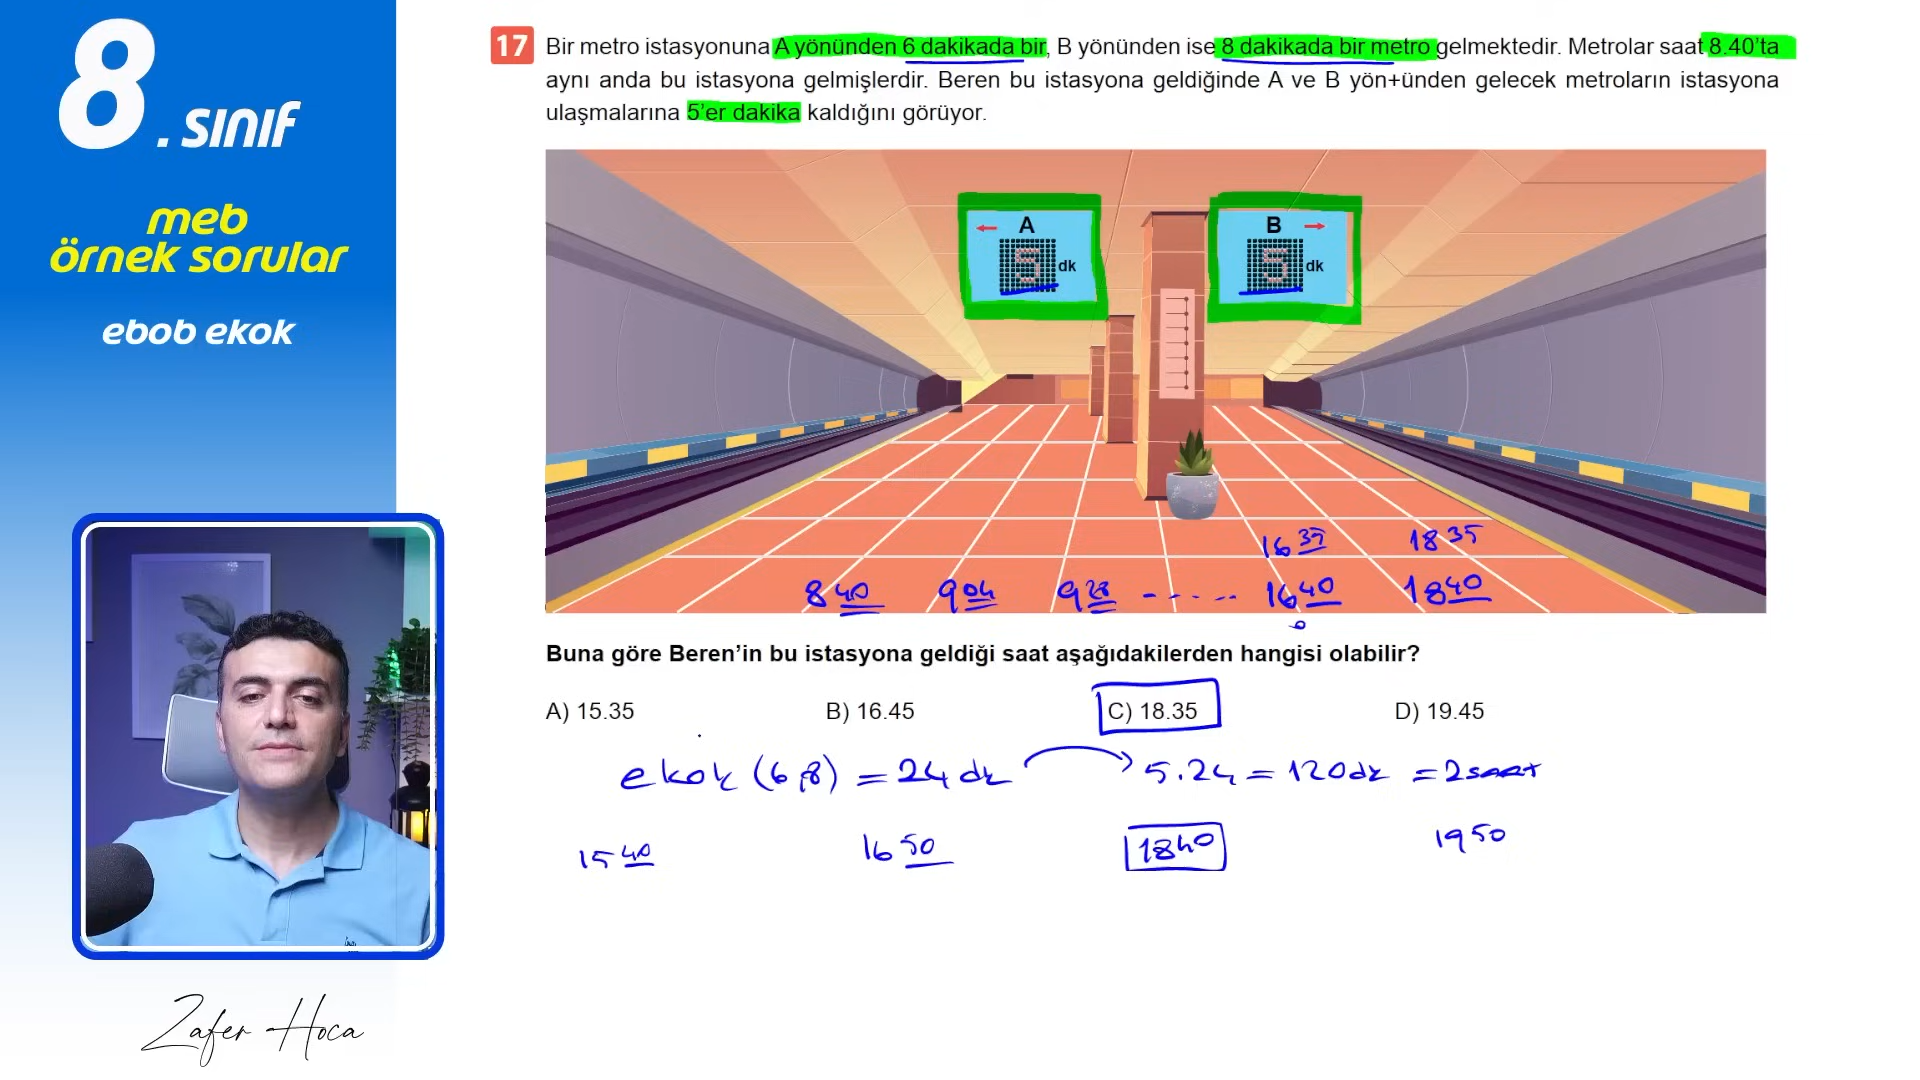 8. SINIF
meb
örnek sorular
ebob ekok
Zafer Hoca
17 Bir metro istasyonuna A yönünden 6 dakikada bir, B yönünden ise 8 dakikada bir metro gelmektedir. Metrolar saat 8.40'ta
aynı anda bu istasyona gelmişlerdir. Beren bu istasyona geldiğinde A ve B yön+ünden gelecek metroların istasyona
ulaşmalarına 5'er dakika kaldığını görüyor.
A B
5 dk 5 dk
16 35 18 35
8 40 9 04 9 28 - . . . . . 16 40 18 40
Buna göre Beren'in bu istasyona geldiği saat aşağıdakilerden hangisi olabilir?
A) 15.35 B) 16.45 C) 18.35 D) 19.45
ekok (6,8) = 24 dk 5.24 = 120dk = 2 saat
15 40 16 50 18 40 19 50